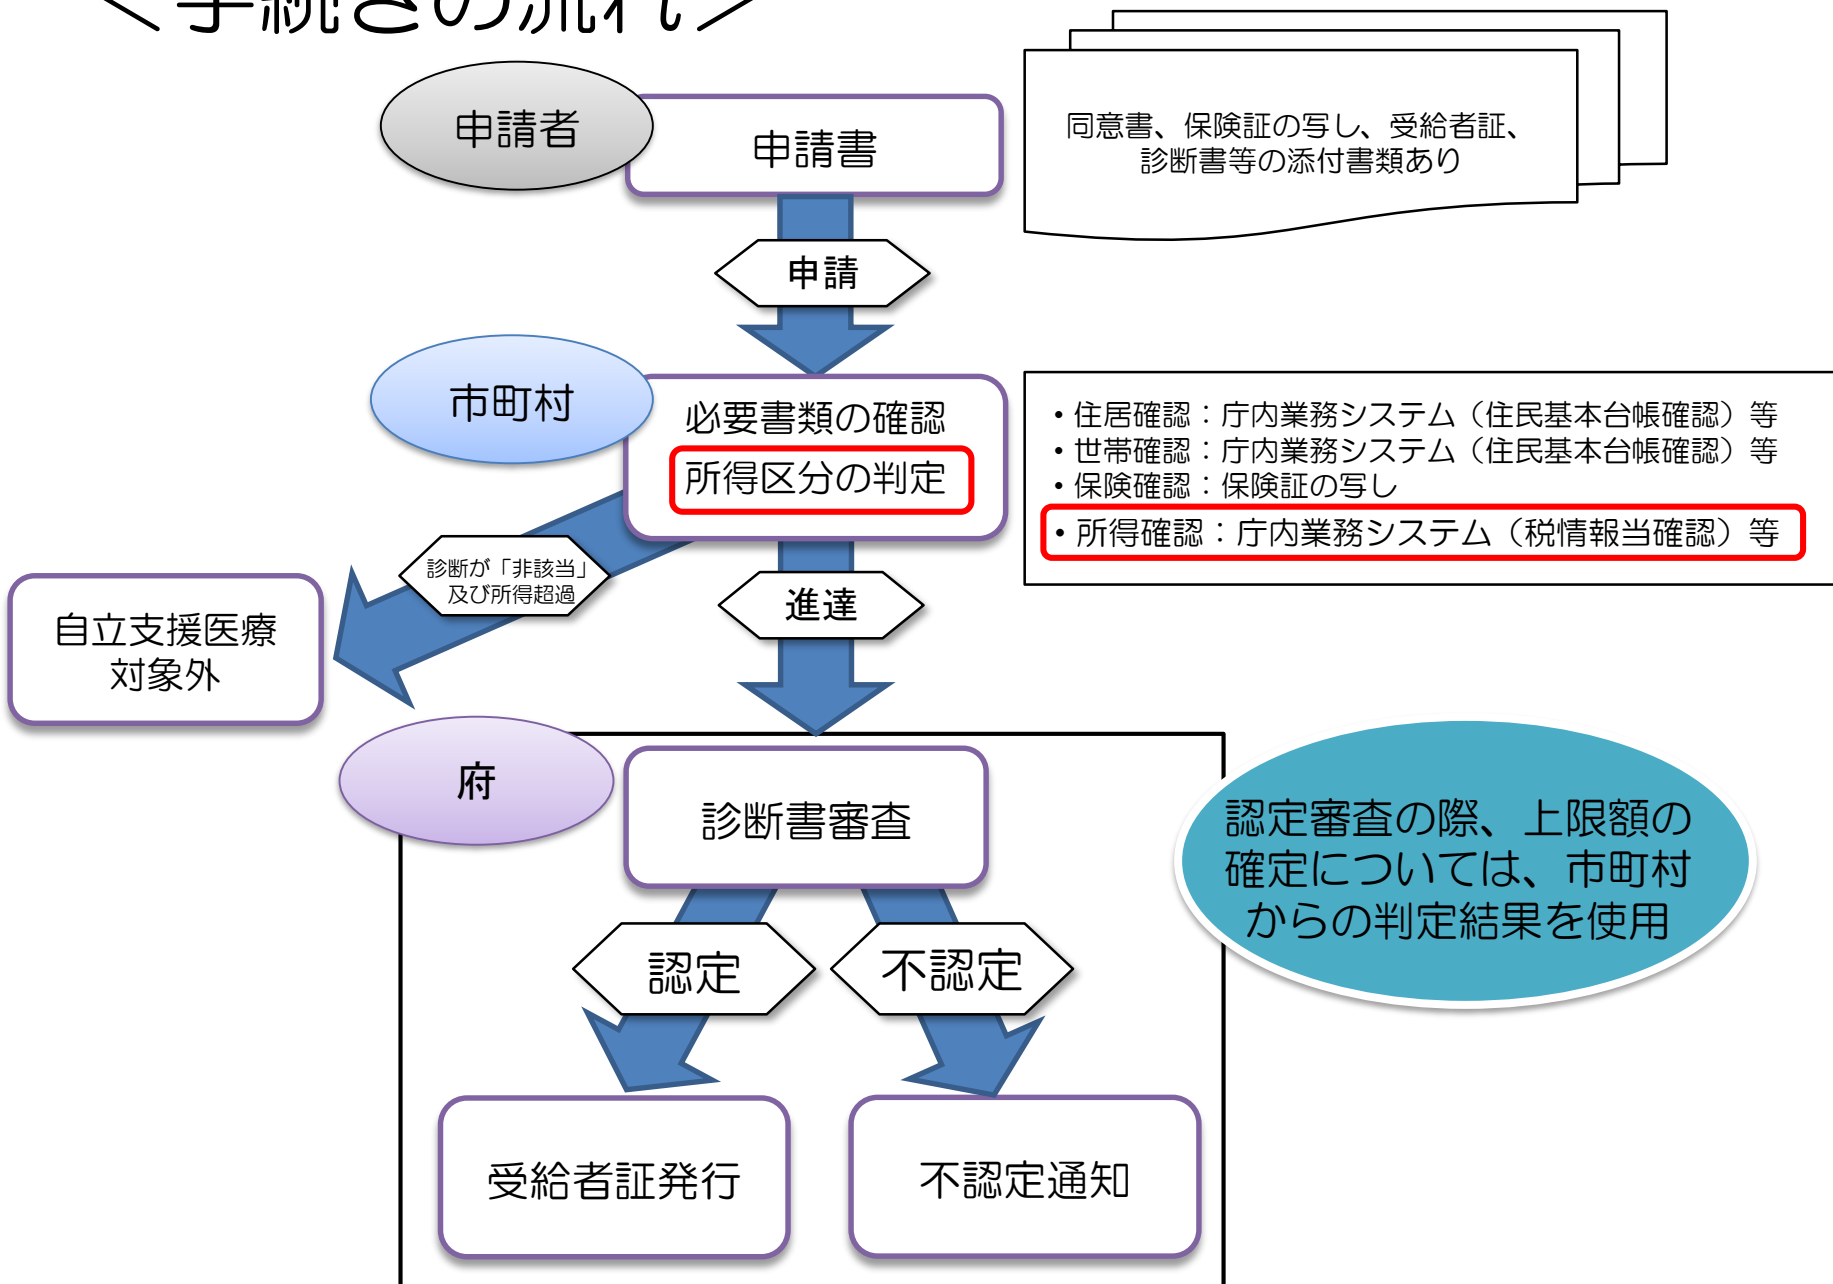 ＜手続きの流れ＞
申請者
申請書
同意書、保険証の写し、受給者証、
診断書等の添付書類あり
申請
市町村
必要書類の確認
所得区分の判定
・住居確認：庁内業務システム（住民基本台帳確認）等
・世帯確認：庁内業務システム（住民基本台帳確認）等
・保険確認：保険証の写し
・所得確認：庁内業務システム（税情報当確認）等
診断が「非該当」
及び所得超過
進達
自立支援医療
対象外
府
診断書審査
認定審査の際、上限額の
確定については、市町村
からの判定結果を使用
認定
不認定
受給者証発行
不認定通知